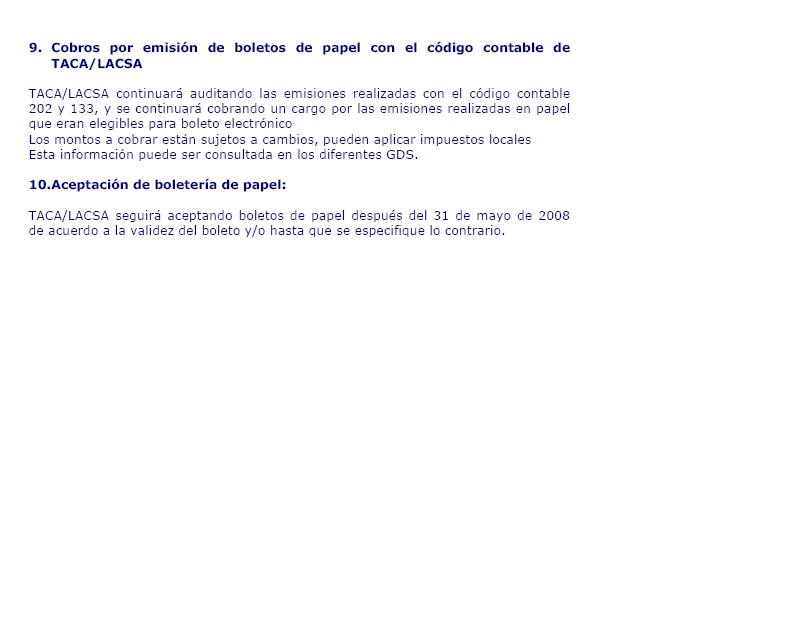 9. Cobros por emisión de boletos de papel con el código contable de
TACA/LACSA
TACA/LACSA continuará auditando las emisiones realizadas con el código contable
202 y 133, y se continuará cobrando un cargo por las emisiones realizadas en papel
que eran elegibles para boleto electrónico
Los montos a cobrar están sujetos a cambios, pueden aplicar impuestos locales
Esta información puede ser consultada en los diferentes GDS.
10.Aceptación de boletería de papel:
TACA/LACSA seguirá aceptando boletos de papel después del 31 de mayo de 2008
de acuerdo a la validez del boleto y/o hasta que se especifique lo contrario.